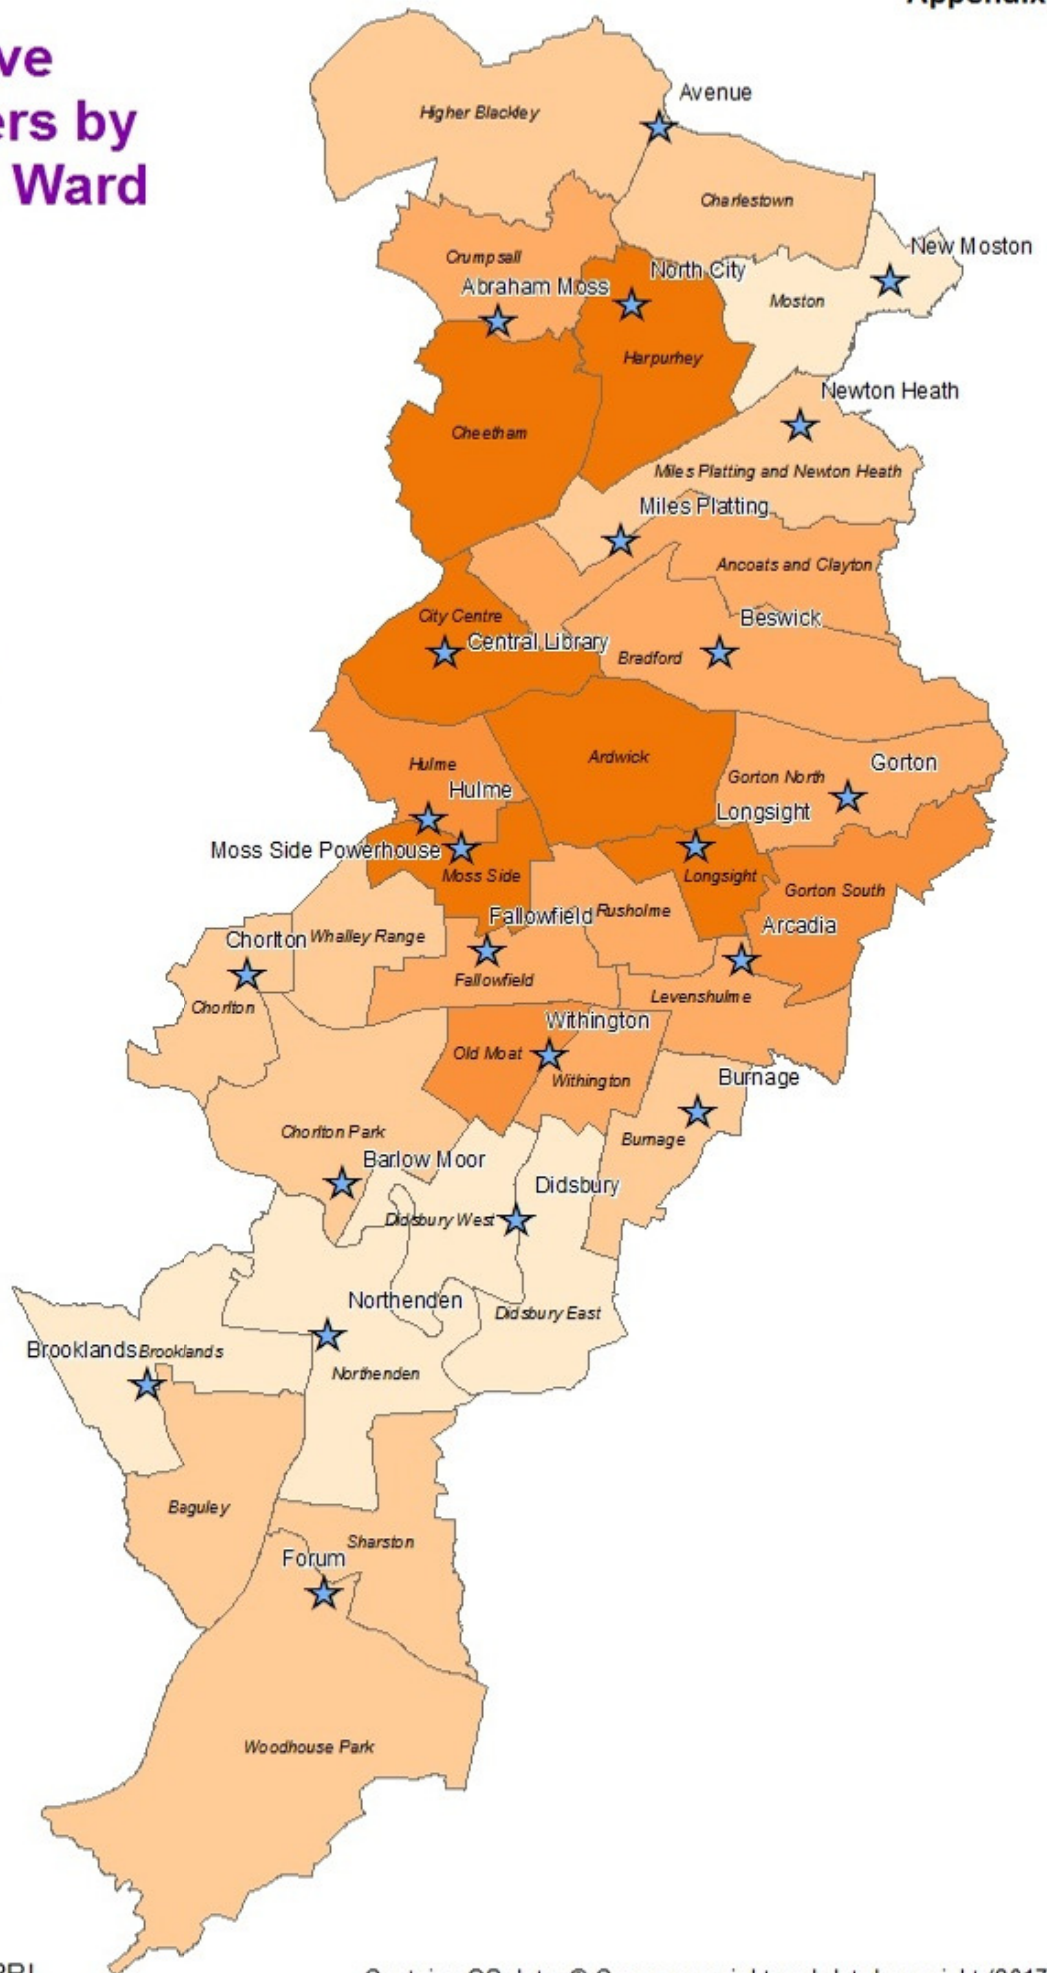 Appendix
ve
ers by
Ward
Avenue
Higher Blackley
Charlestown
New Moston
Crumpsall
North City
Abraham Moss
Moston
Harpurhey
Newton Heath
Cheetham
Miles Platting and Newton Heath
Miles Platting
Ancoats and Clayton
City Centre
Beswick
Central Library
Bradford
Ardwick
Hulme
Gorton
Gorton North
Hulme
Longsight
Moss Side Powerhouse
Moss Side
Longsight
Gorton South
Fallowfield
Rusholme
Arcadia
Chorlton
Whalley Range
Fallowfield
Levenshulme
Chorlton
Withington
Old Moat
Withington
Burnage
Chorlton Park
Burnage
Barlow Moor
Didsbury
Didsbury West
Northenden
Didsbury East
Brooklands
Brooklands
Northenden
Baguley
Sharston
Forum
Woodhouse Park